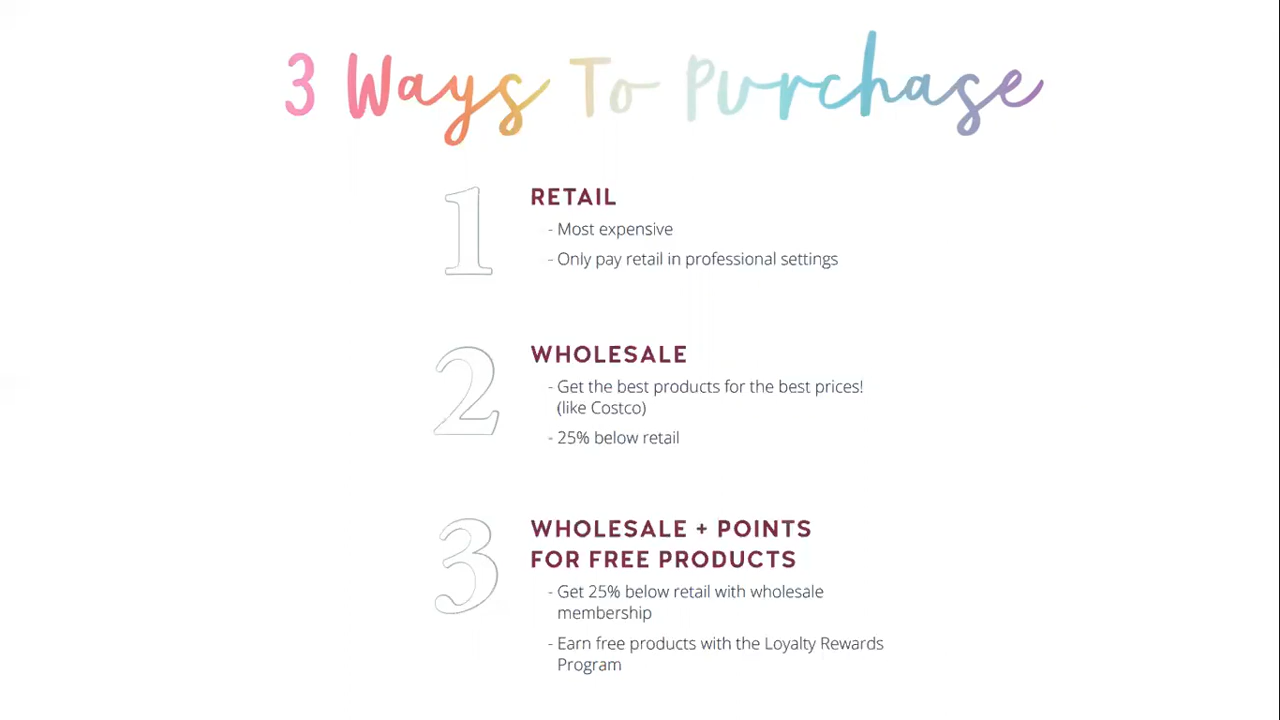 3 Ways To Purchase
1
RETAIL
- Most expensive
- Only pay retail in professional settings
2
WHOLESALE
- Get the best products for the best prices!
(like Costco)
- 25% below retail
3
WHOLESALE + POINTS
FOR FREE PRODUCTS
- Get 25% below retail with wholesale
membership
- Earn free products with the Loyalty Rewards
Program